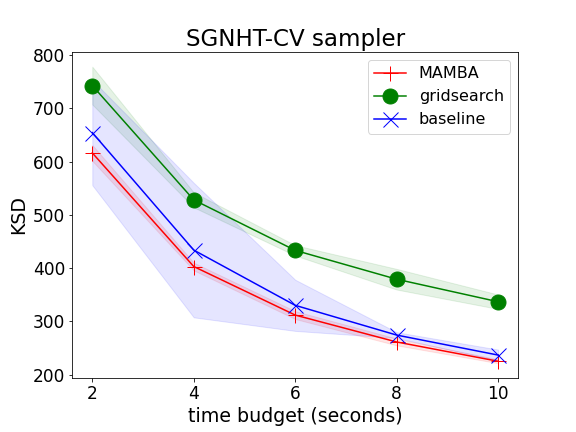 SGNHT-CV sampler
MAMBA
gridsearch
baseline
KSD
800
700
600
500
400
300
200
2 4 6 8 10
time budget (seconds)